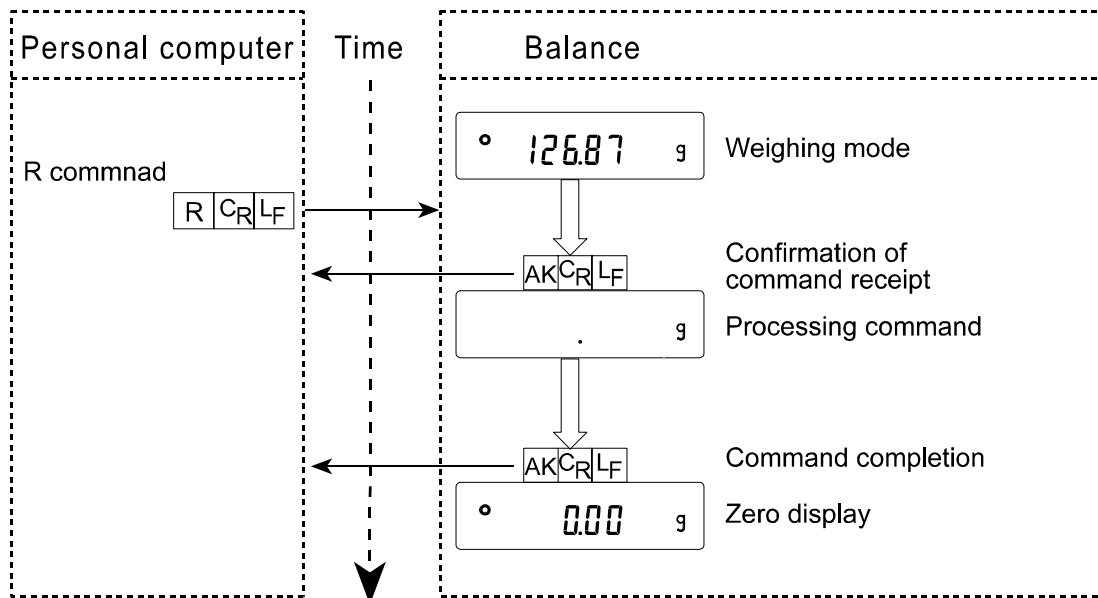 Personal computer Time Balance
126.87 g Weighing mode
R commnad
R CR LF
Confirmation of
command receipt
AK CR LF
. g Processing command
Command completion
AK CR LF
0.00 g Zero display